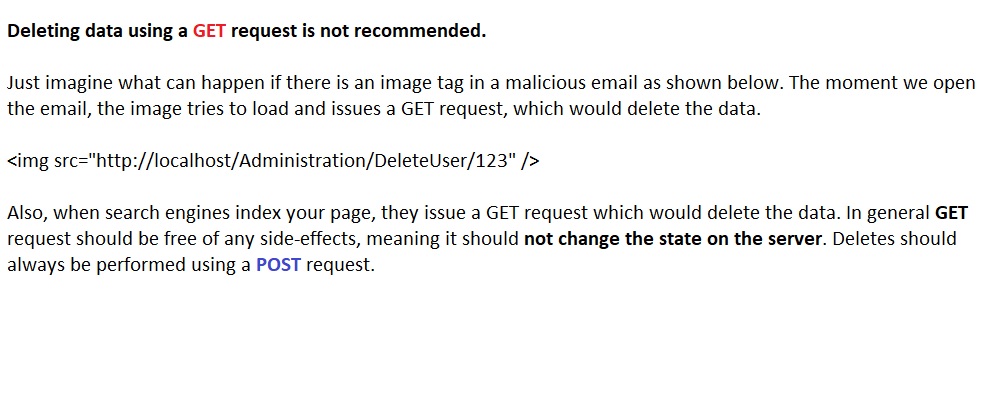 Deleting data using a GET request is not recommended.
Just imagine what can happen if there is an image tag in a malicious email as shown below. The moment we open
the email, the image tries to load and issues a GET request, which would delete the data.
<img src="http://localhost/Administration/DeleteUser/123" />
Also, when search engines index your page, they issue a GET request which would delete the data. In general GET
request should be free of any side-effects, meaning it should not change the state on the server. Deletes should
always be performed using a POST request.